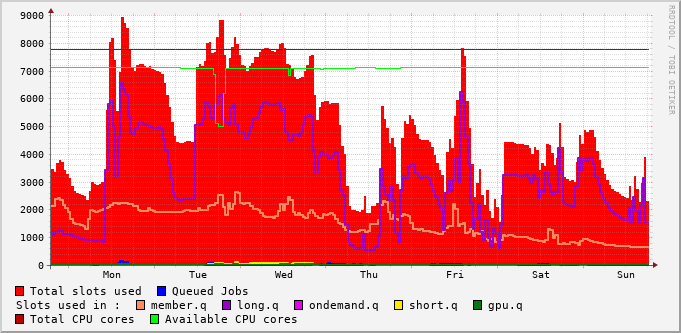 RRDTOOL / TOBI OETIKER
9000
8000
7000
6000
5000
4000
3000
2000
1000
0
Mon Tue Wed Thu Fri Sat Sun
Total slots used Queued Jobs
Slots used in : member.q long.q ondemand.q short.q gpu.q
Total CPU cores Available CPU cores